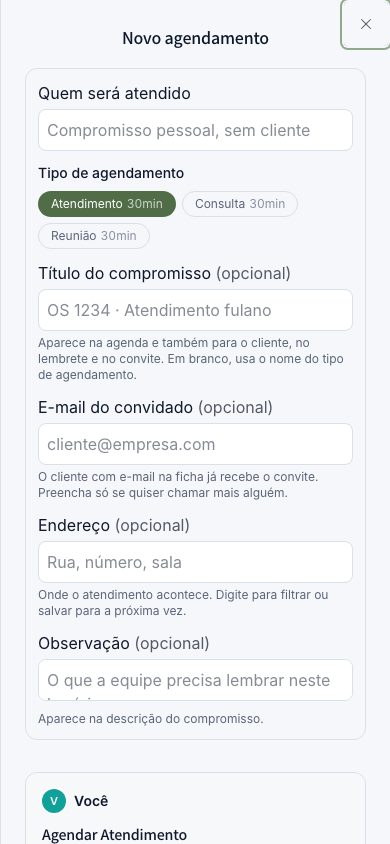 Novo agendamento
Quem será atendido
Compromisso pessoal, sem cliente
Tipo de agendamento
Atendimento 30min
Consulta 30min
Reunião 30min
Título do compromisso (opcional)
OS 1234 · Atendimento fulano
Aparece na agenda e também para o cliente, no
lembrete e no convite. Em branco, usa o nome do tipo
de agendamento.
E-mail do convidado (opcional)
cliente@empresa.com
O cliente com e-mail na ficha já recebe o convite.
Preencha só se quiser chamar mais alguém.
Endereço (opcional)
Rua, número, sala
Onde o atendimento acontece. Digite para filtrar ou
salvar para a próxima vez.
Observação (opcional)
O que a equipe precisa lembrar neste
Aparece na descrição do compromisso.
V Você
Agendar Atendimento